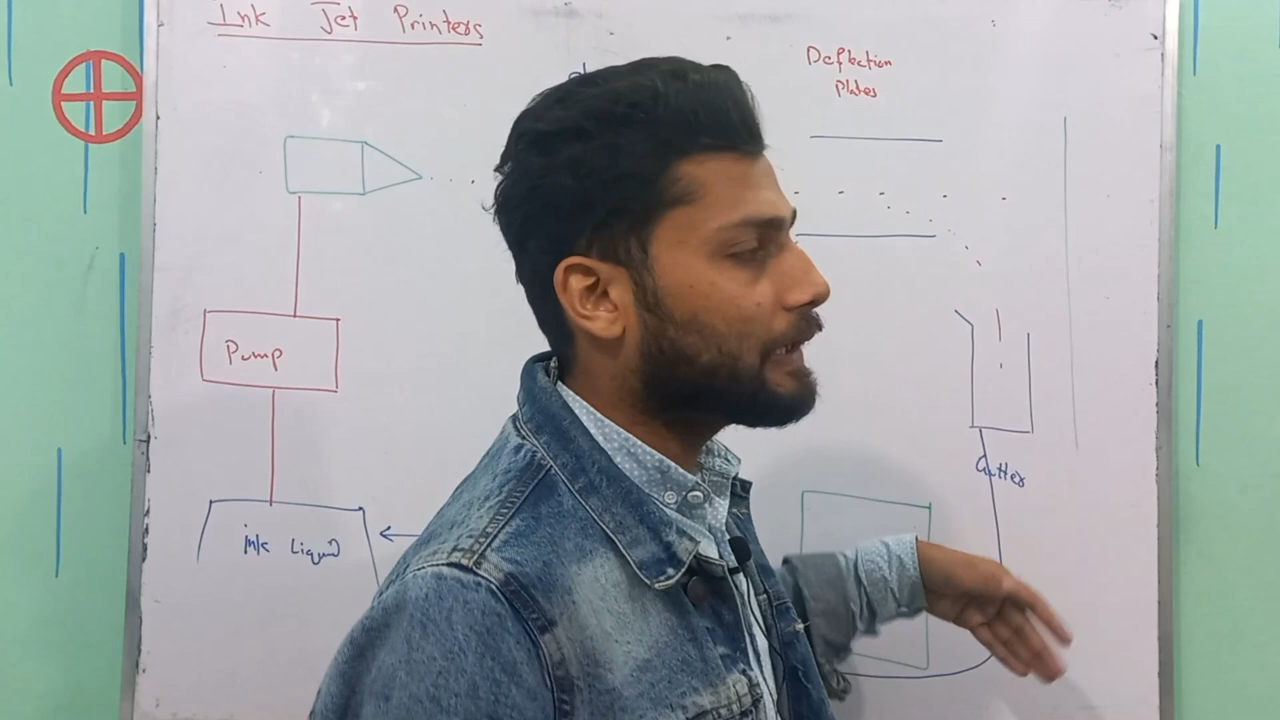 Ink Jet Printers
Deflection
Plates
Pump
Gutter
ink Liquid